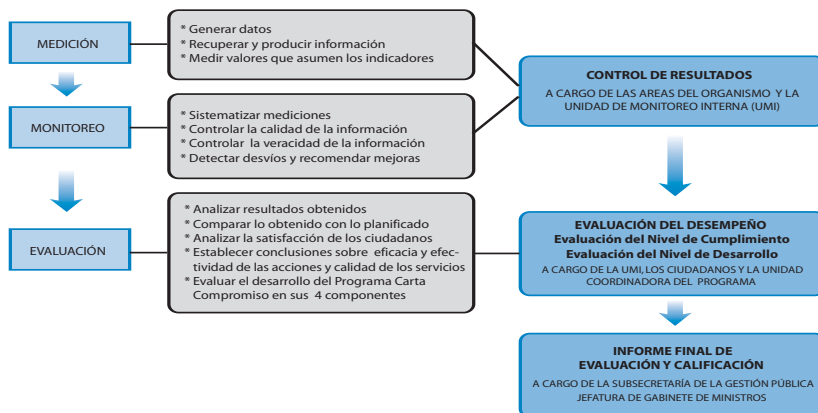 MEDICIÓN
* Generar datos
* Recuperar y producir información
* Medir valores que asumen los indicadores
MONITOREO
* Sistematizar mediciones
* Controlar la calidad de la información
* Controlar la veracidad de la información
* Detectar desvíos y recomendar mejoras
CONTROL DE RESULTADOS
A CARGO DE LAS AREAS DEL ORGANISMO Y LA
UNIDAD DE MONITOREO INTERNA (UMI)
EVALUACIÓN
* Analizar resultados obtenidos
* Comparar lo obtenido con lo planificado
* Analizar la satisfacción de los ciudadanos
* Establecer conclusiones sobre eficacia y efec-
tividad de las acciones y calidad de los servicios
* Evaluar el desarrollo del Programa Carta
Compromiso en sus 4 componentes
EVALUACIÓN DEL DESEMPEÑO
Evaluación del Nivel de Cumplimiento
Evaluación del Nivel de Desarrollo
A CARGO DE LA UMI, LOS CIUDADANOS Y LA UNIDAD
COORDINADORA DEL PROGRAMA
INFORME FINAL DE
EVALUACIÓN Y CALIFICACIÓN
A CARGO DE LA SUBSECRETARÍA DE LA GESTIÓN PÚBLICA
JEFATURA DE GABINETE DE MINISTROS